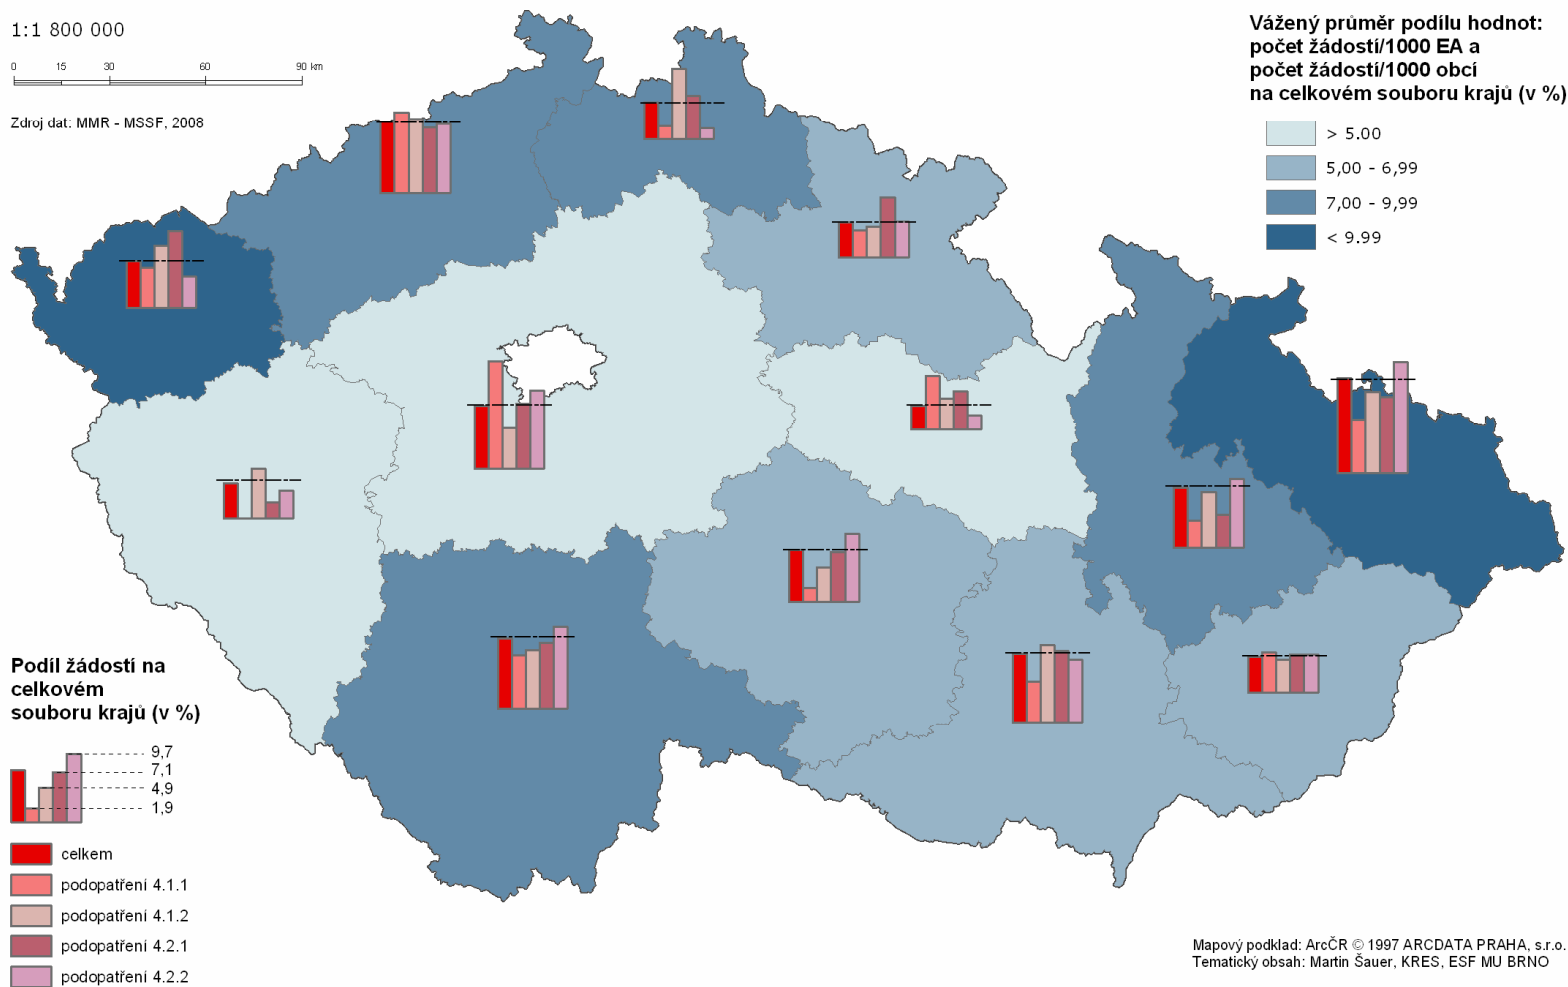 1:1 800 000
0 15 30 60 90 km
Zdroj dat: MMR - MSSF, 2008
Vážený průměr podílu hodnot:
počet žádostí/1000 EA a
počet žádostí/1000 obcí
na celkovém souboru krajů (v %)
> 5.00
5,00 - 6,99
7,00 - 9,99
< 9.99
Podíl žádostí na
celkovém
souboru krajů (v %)
9,7
7,1
4,9
1,9
celkem
podopatření 4.1.1
podopatření 4.1.2
podopatření 4.2.1
podopatření 4.2.2
Mapový podklad: ArcČR © 1997 ARCDATA PRAHA, s.r.o.
Tematický obsah: Martin Šauer, KRES, ESF MU BRNO